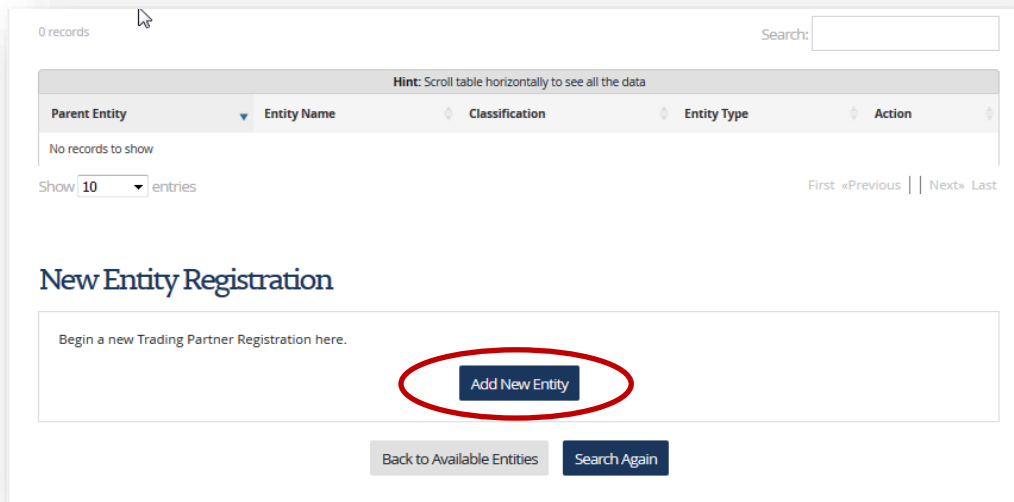 0 records
Search:
Hint: Scroll table horizontally to see all the data
Parent Entity Entity Name Classification Entity Type Action
No records to show
Show 10 entries
First «Previous Next» Last
New Entity Registration
Begin a new Trading Partner Registration here.
Add New Entity
Back to Available Entities Search Again